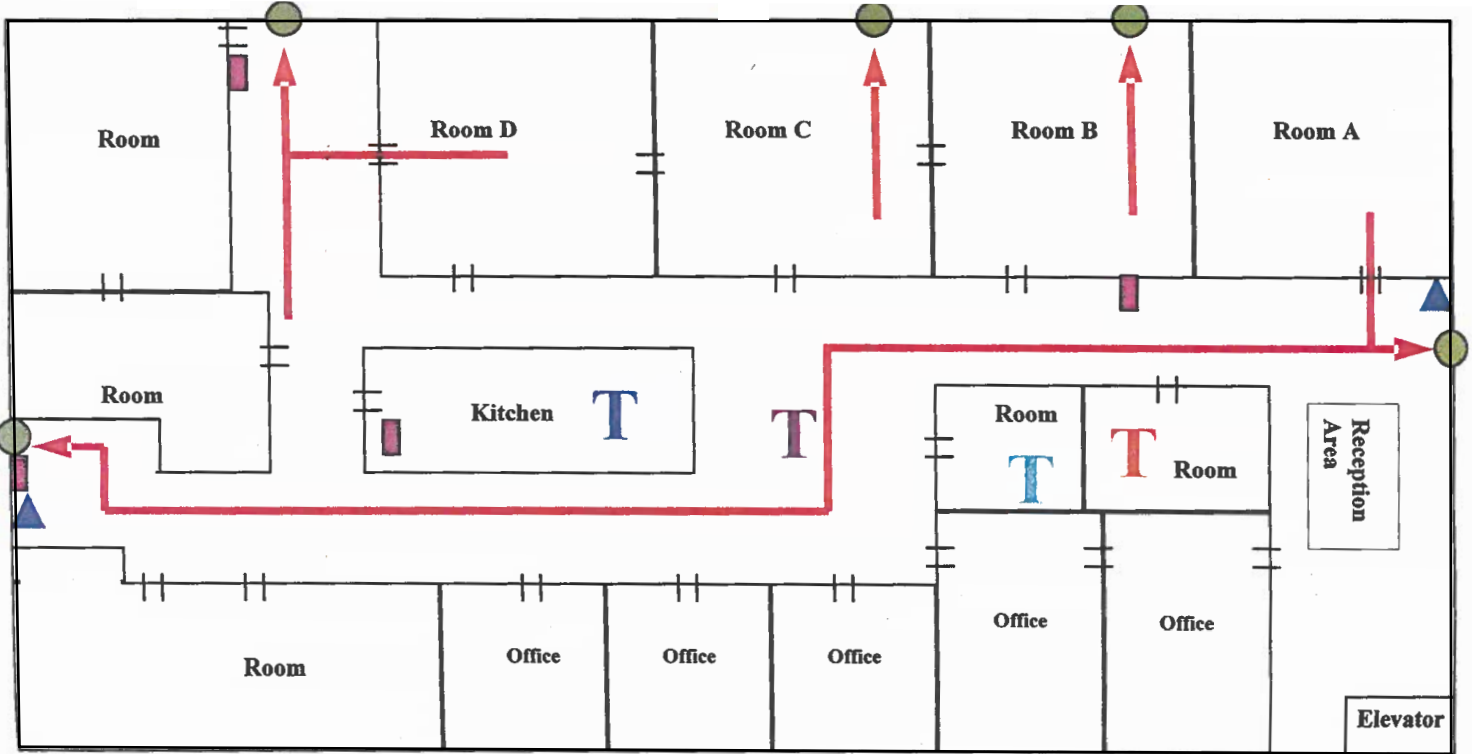 Room
Room D
Room C
Room B
Room A
Room
Kitchen
T
T
Room
T
T
Room
Reception
Area
Room
Office
Office
Office
Office
Office
Elevator